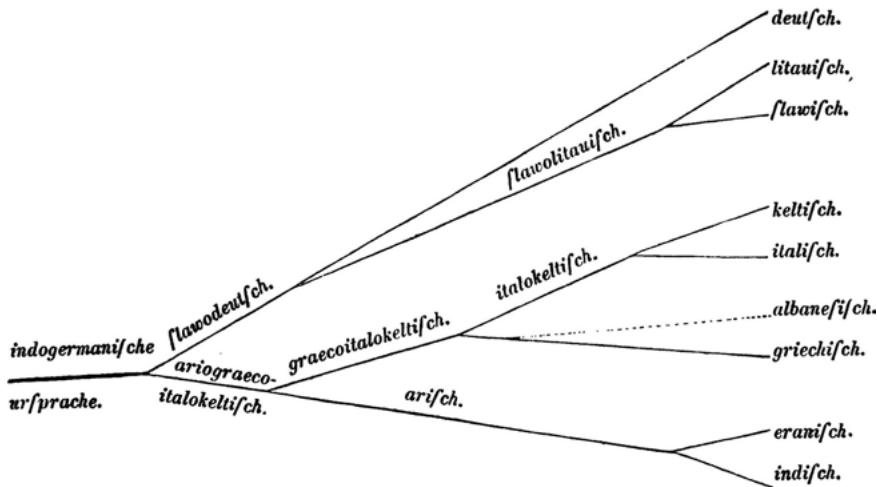 deutſch.
litauiſch.
ſlawiſch.
ſlawolitauiſch.
keltiſch.
italiſch.
italokeltiſch.
ſlawodeutſch.
albaneſiſch.
graecoitalokeltiſch.
griechiſch.
indogermaniſche
urſprache.
ariograeco-
italokeltiſch.
ariſch.
eraniſch.
indiſch.